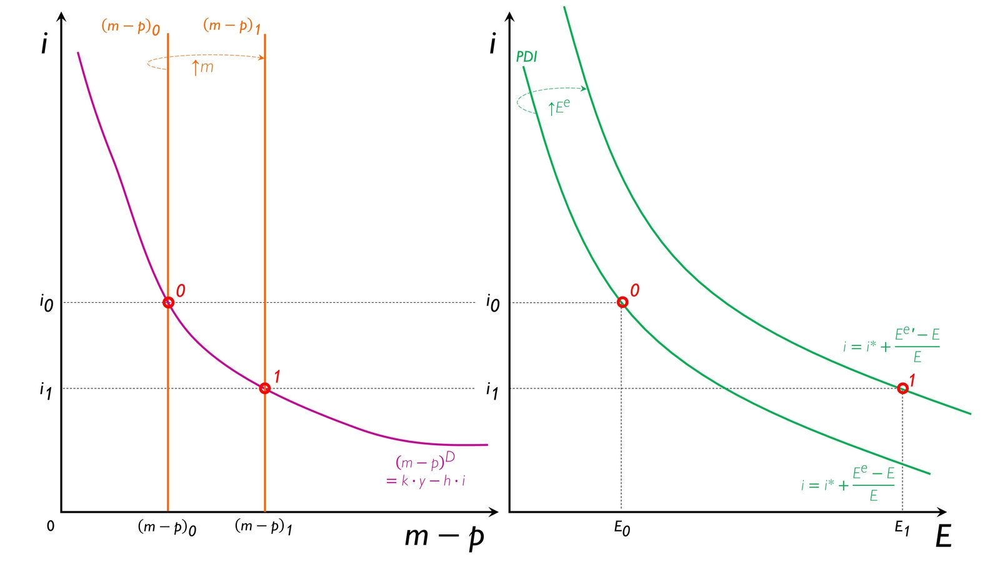 (m – p)0
(m – p)1
i
↑m
0
i0
1
i1
(m – p)D
= k · y – h · i
0
(m – p)0
(m – p)1
m – p
i
PDI
↑Ee
0
i0
i = i* + Ee′ – E / E
1
i1
i = i* + Ee – E / E
E0
E1
E